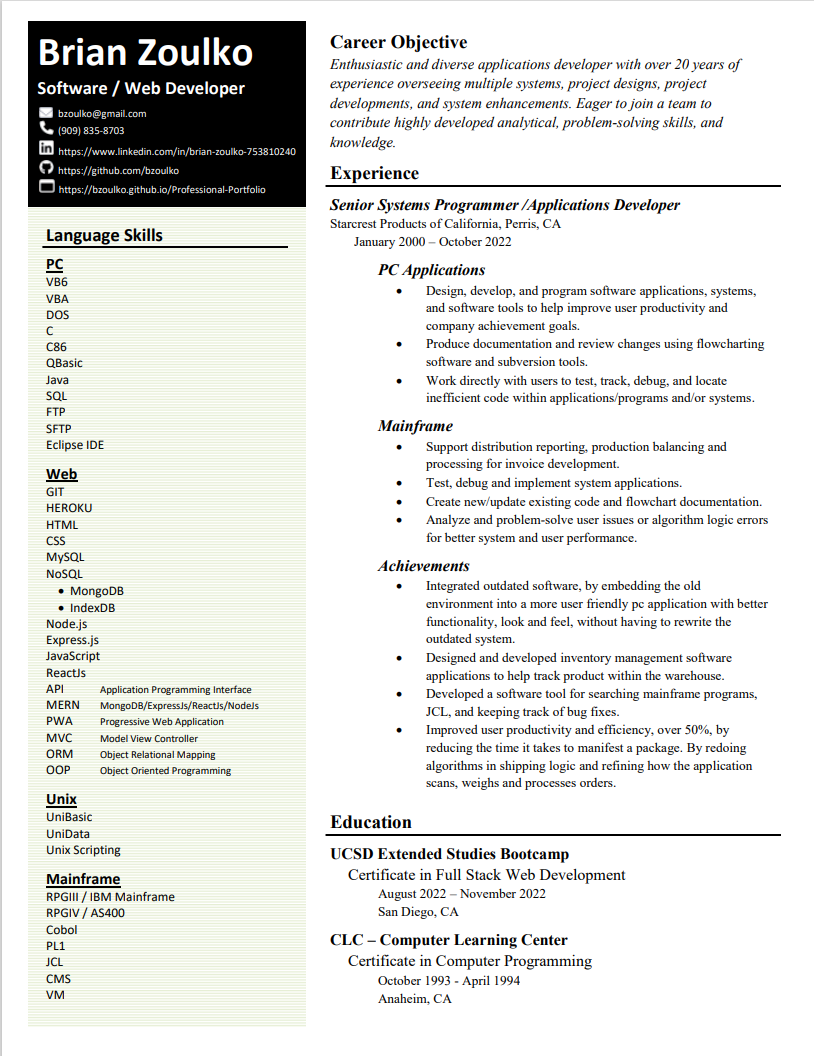 Brian Zoulko
Software / Web Developer
bzoulko@gmail.com
(909) 835-8703
https://www.linkedin.com/in/brian-zoulko-753810240
https://github.com/bzoulko
https://bzoulko.github.io/Professional-Portfolio
Language Skills
PC
VB6
VBA
DOS
C
C86
QBasic
Java
SQL
FTP
SFTP
Eclipse IDE
Web
GIT
HEROKU
HTML
CSS
MySQL
NoSQL
• MongoDB
• IndexDB
Node.js
Express.js
JavaScript
ReactJs
API Application Programming Interface
MERN MongoDB/ExpressJs/ReactJs/NodeJs
PWA Progressive Web Application
MVC Model View Controller
ORM Object Relational Mapping
OOP Object Oriented Programming
Unix
UniBasic
UniData
Unix Scripting
Mainframe
RPGIII / IBM Mainframe
RPGIV / AS400
Cobol
PL1
JCL
CMS
VM
Career Objective
Enthusiastic and diverse applications developer with over 20 years of
experience overseeing multiple systems, project designs, project
developments, and system enhancements. Eager to join a team to
contribute highly developed analytical, problem-solving skills, and
knowledge.
Experience
Senior Systems Programmer /Applications Developer
Starcrest Products of California, Perris, CA
January 2000 – October 2022
PC Applications
• Design, develop, and program software applications, systems,
and software tools to help improve user productivity and
company achievement goals.
• Produce documentation and review changes using flowcharting
software and subversion tools.
• Work directly with users to test, track, debug, and locate
inefficient code within applications/programs and/or systems.
Mainframe
• Support distribution reporting, production balancing and
processing for invoice development.
• Test, debug and implement system applications.
• Create new/update existing code and flowchart documentation.
• Analyze and problem-solve user issues or algorithm logic errors
for better system and user performance.
Achievements
• Integrated outdated software, by embedding the old
environment into a more user friendly pc application with better
functionality, look and feel, without having to rewrite the
outdated system.
• Designed and developed inventory management software
applications to help track product within the warehouse.
• Developed a software tool for searching mainframe programs,
JCL, and keeping track of bug fixes.
• Improved user productivity and efficiency, over 50%, by
reducing the time it takes to manifest a package. By redoing
algorithms in shipping logic and refining how the application
scans, weighs and processes orders.
Education
UCSD Extended Studies Bootcamp
Certificate in Full Stack Web Development
August 2022 – November 2022
San Diego, CA
CLC – Computer Learning Center
Certificate in Computer Programming
October 1993 - April 1994
Anaheim, CA